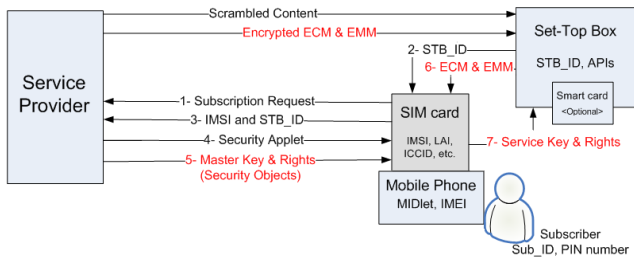 Scrambled Content
Encrypted ECM & EMM
Set-Top Box
2- STB_ID
STB_ID, APIs
6- ECM & EMM
Service
Provider
Smart card
<Optional>
1- Subscription Request
SIM card
3- IMSI and STB_ID
4- Security Applet
IMSI, LAI,
ICCID, etc.
7- Service Key & Rights
5- Master Key & Rights
(Security Objects)
Mobile Phone
MIDlet, IMEI
Subscriber
Sub_ID, PIN number